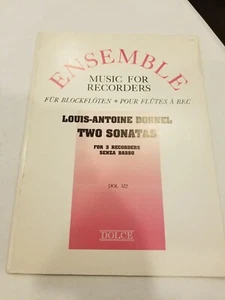 ENSEMBLE
MUSIC FOR
RECORDERS
FÜR BLOCKFLÖTEN • POUR FLÛTES À BEC
LOUIS-ANTOINE DORNEL
TWO SONATAS
FOR 3 RECORDERS
SENZA BASSO
DOL
DOLCE